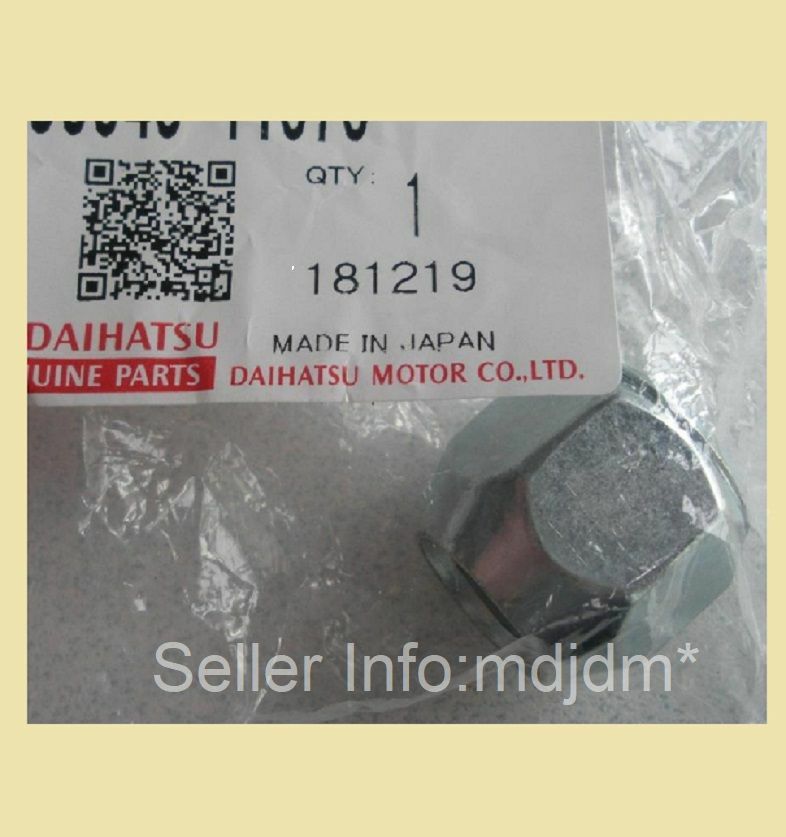 QTY: 1
181219
DAIHATSU
MADE IN JAPAN
UINE PARTS
DAIHATSU MOTOR CO.,LTD.
Seller Info:mdjdm*